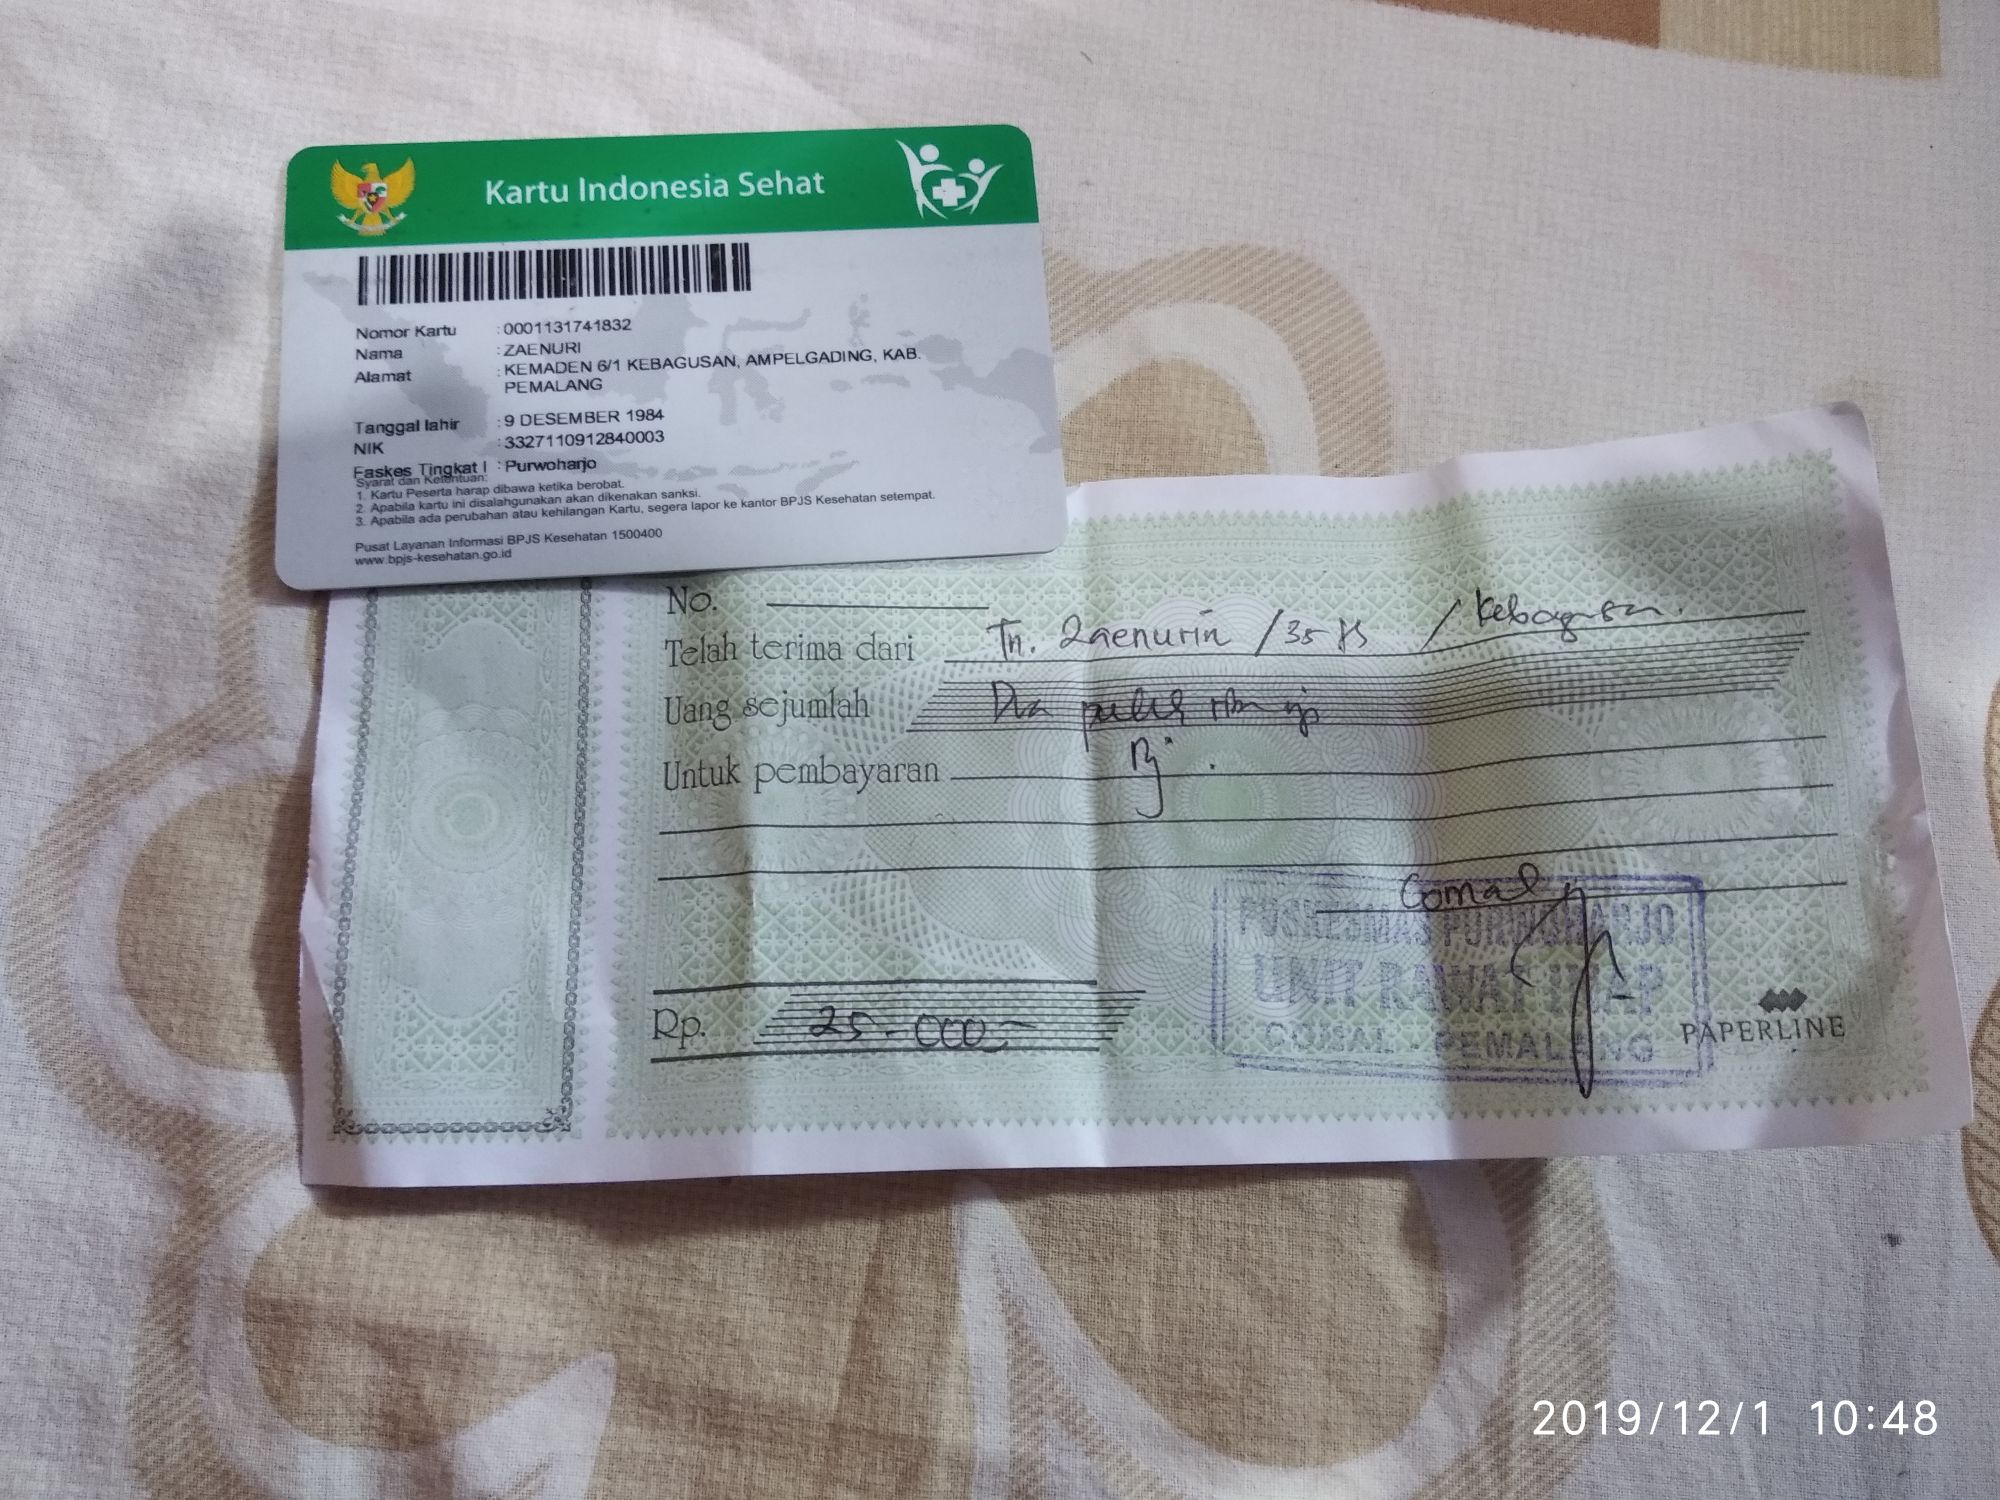 Kartu Indonesia Sehat
Nomor Kartu : 0001131741832
Nama : ZAENURI
Alamat : KEMADEN 6/1 KEBAGUSAN, AMPELGADING, KAB.
PEMALANG
Tanggal lahir : 9 DESEMBER 1984
NIK : 3327110912840003
Faskes Tingkat I : Purwoharjo
Syarat dan Ketentuan:
1. Kartu Peserta harap dibawa ketika berobat.
2. Apabila kartu ini disalahgunakan akan dikenakan sanksi.
3. Apabila ada perubahan atau kehilangan Kartu, segera lapor ke kantor BPJS Kesehatan setempat.
Pusat Layanan Informasi BPJS Kesehatan 1500400
www.bpjs-kesehatan.go.id
No.
Telah terima dari Tn. Zaenurin / 35 / Kebagusan.
Uang sejumlah
Untuk pembayaran Rj.
Comal
PUSKESMAS PURWOHARJO
UNIT RAWAT INAP
COMAL - PEMALANG
Rp. 25-000-
PAPERLINE
2019/12/1 10:48